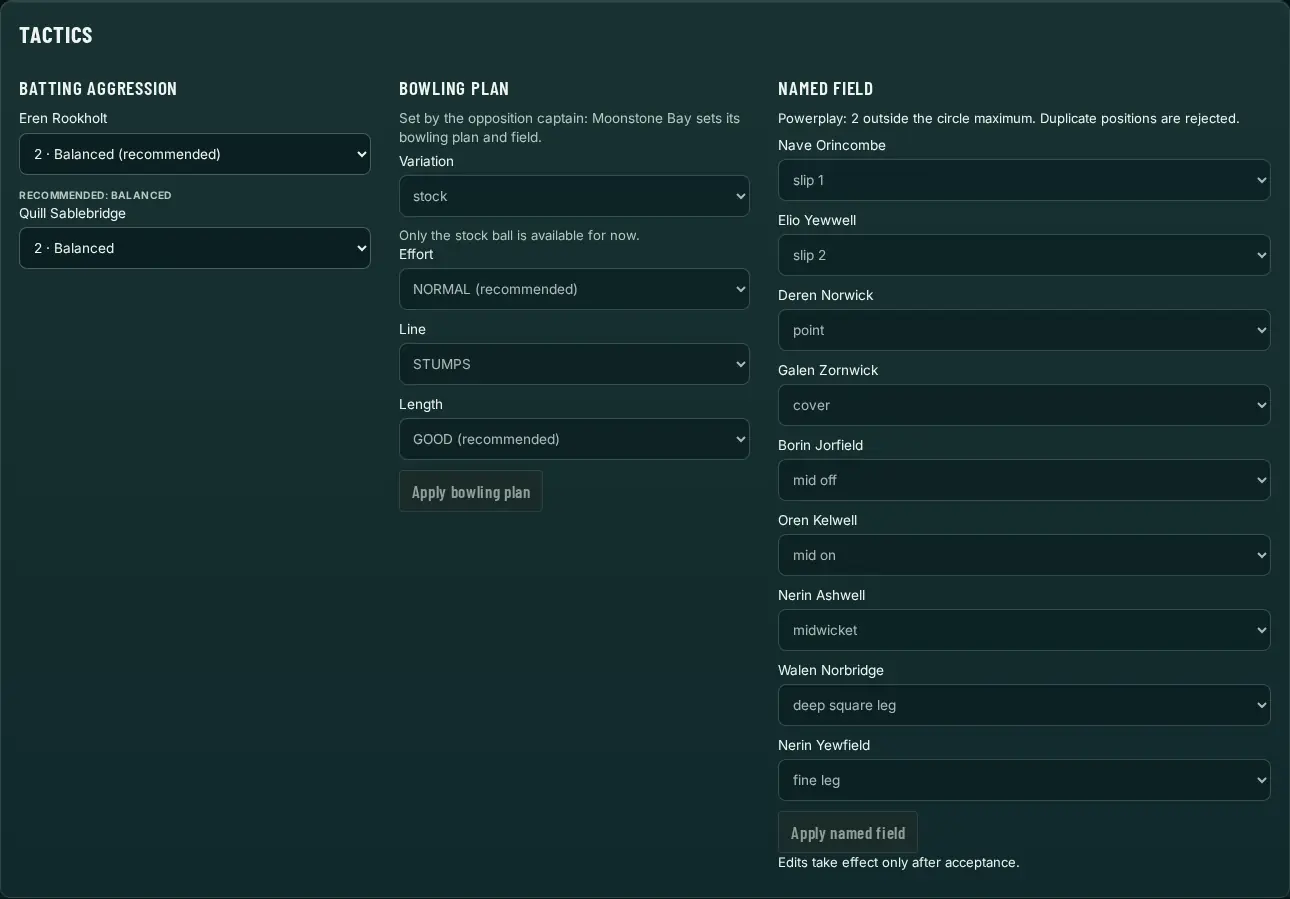 TACTICS
BATTING AGGRESSION
Eren Rookholt
2 · Balanced (recommended)
RECOMMENDED: BALANCED
Quill Sablebridge
2 · Balanced
BOWLING PLAN
Set by the opposition captain: Moonstone Bay sets its
bowling plan and field.
Variation
stock
Only the stock ball is available for now.
Effort
NORMAL (recommended)
Line
STUMPS
Length
GOOD (recommended)
Apply bowling plan
NAMED FIELD
Powerplay: 2 outside the circle maximum. Duplicate positions are rejected.
Nave Orincombe
slip 1
Elio Yewwell
slip 2
Deren Norwick
point
Galen Zornwick
cover
Borin Jorfield
mid off
Oren Kelwell
mid on
Nerin Ashwell
midwicket
Walen Norbridge
deep square leg
Nerin Yewfield
fine leg
Apply named field
Edits take effect only after acceptance.